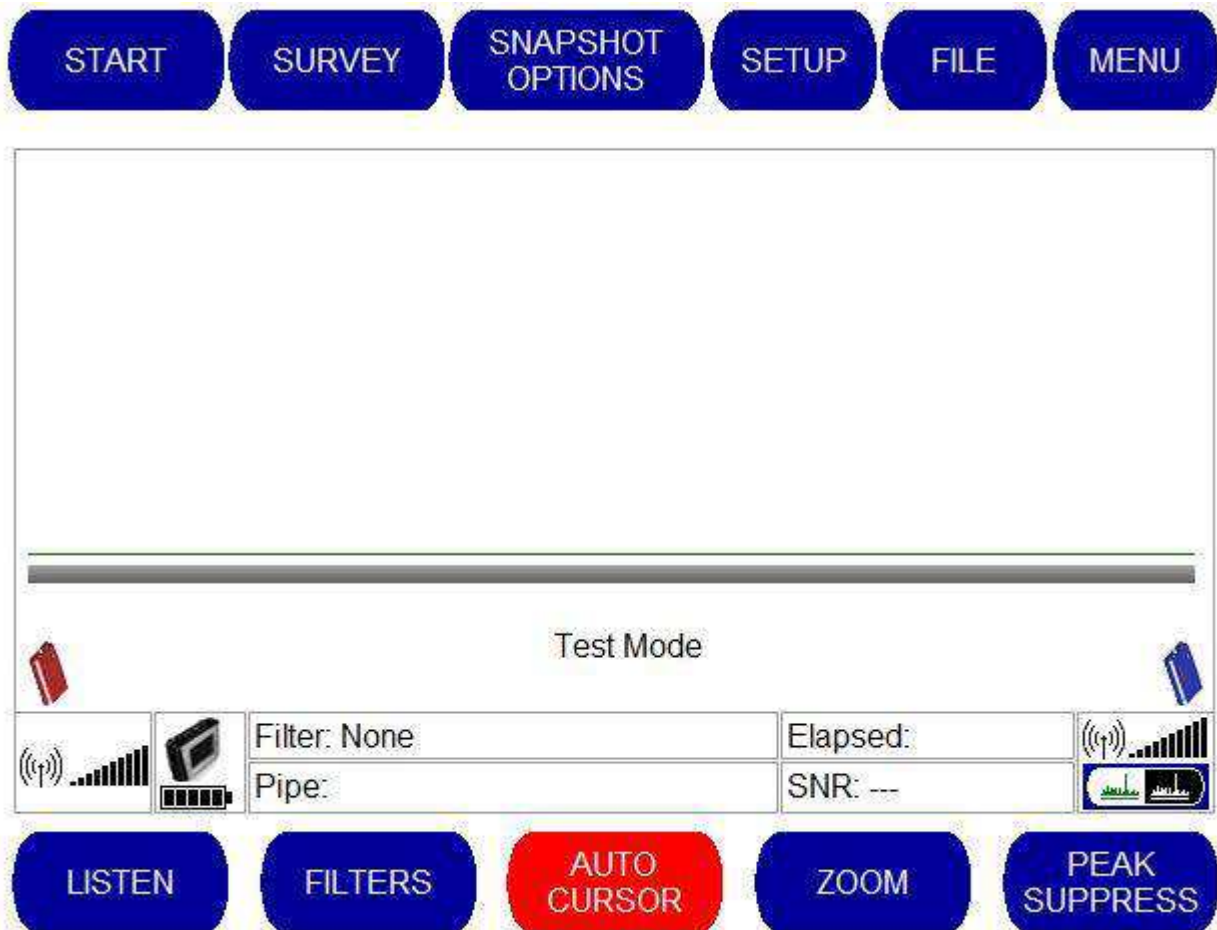 START
SURVEY
SNAPSHOT
OPTIONS
SETUP
FILE
MENU
Test Mode
Filter: None
Elapsed:
Pipe:
SNR: ---
LISTEN
FILTERS
AUTO
CURSOR
ZOOM
PEAK
SUPPRESS